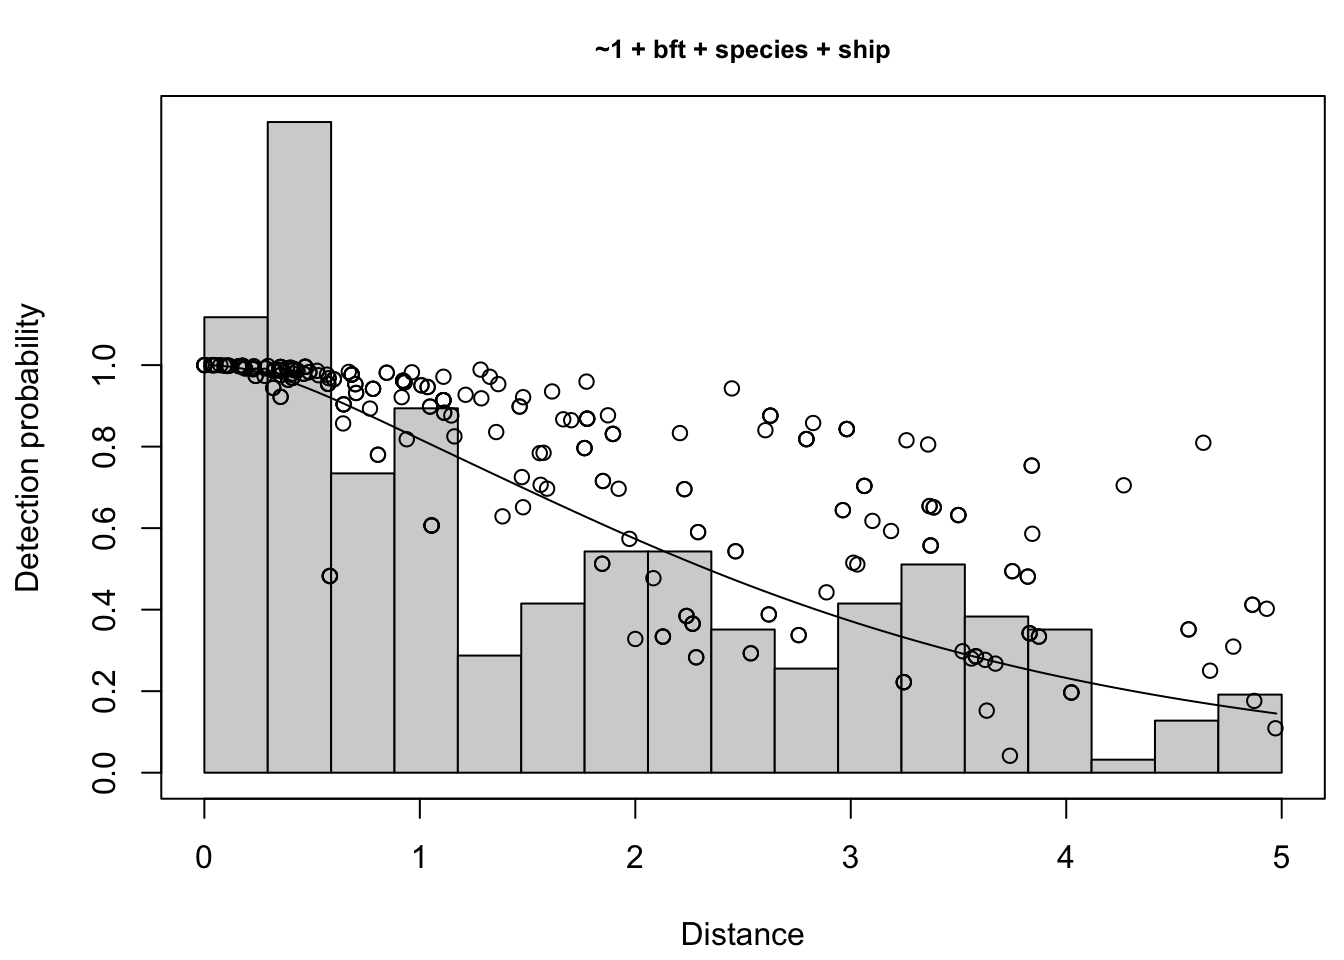 ~1 + bft + species + ship
Detection probability
1.0
0.8
0.6
0.4
0.2
0.0
0 1 2 3 4 5
Distance